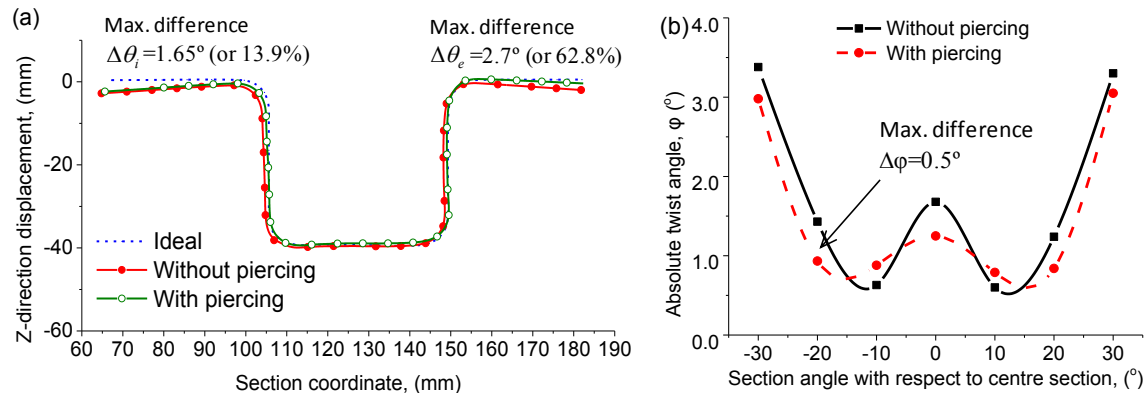 (a)
Max. difference
Δθi =1.65º (or 13.9%)
Max. difference
Δθe =2.7º (or 62.8%)
Z-direction displacement, (mm)
0
-20
-40
-60
Ideal
Without piercing
With piercing
60 70 80 90 100 110 120 130 140 150 160 170 180 190
Section coordinate, (mm)
(b)
Without piercing
With piercing
Max. difference
Δφ=0.5º
Absolute twist angle, φ (º)
4.0
3.0
2.0
1.0
0.0
-30 -20 -10 0 10 20 30
Section angle with respect to centre section, (º)